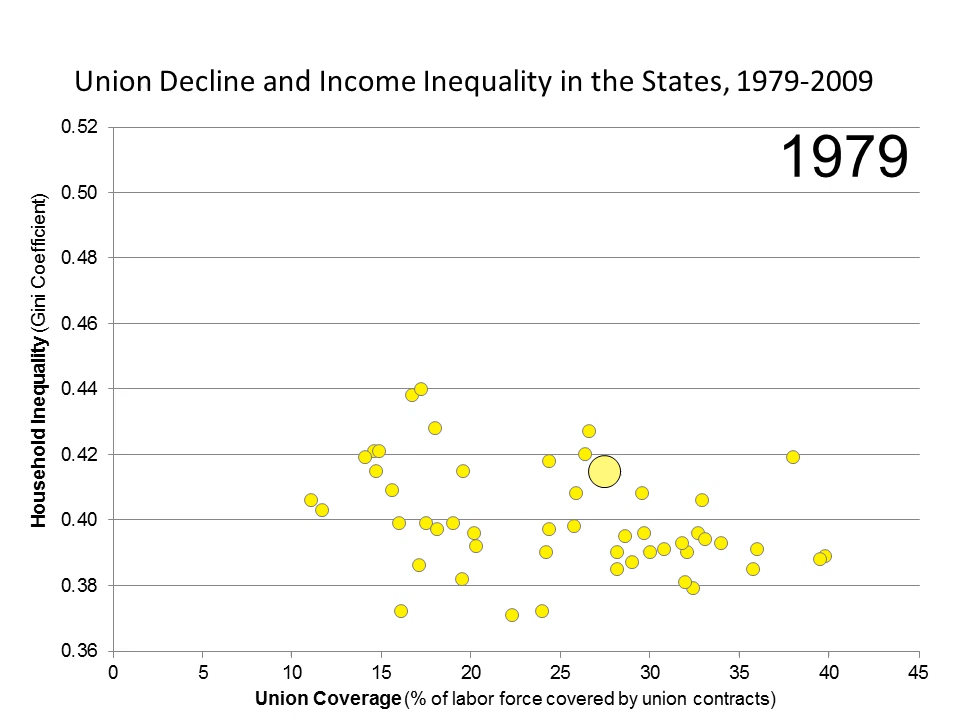 Union Decline and Income Inequality in the States, 1979-2009
1979
0.52
0.50
0.48
0.46
0.44
0.42
0.40
0.38
0.36
Household Inequality (Gini Coefficient)
0 5 10 15 20 25 30 35 40 45
Union Coverage (% of labor force covered by union contracts)